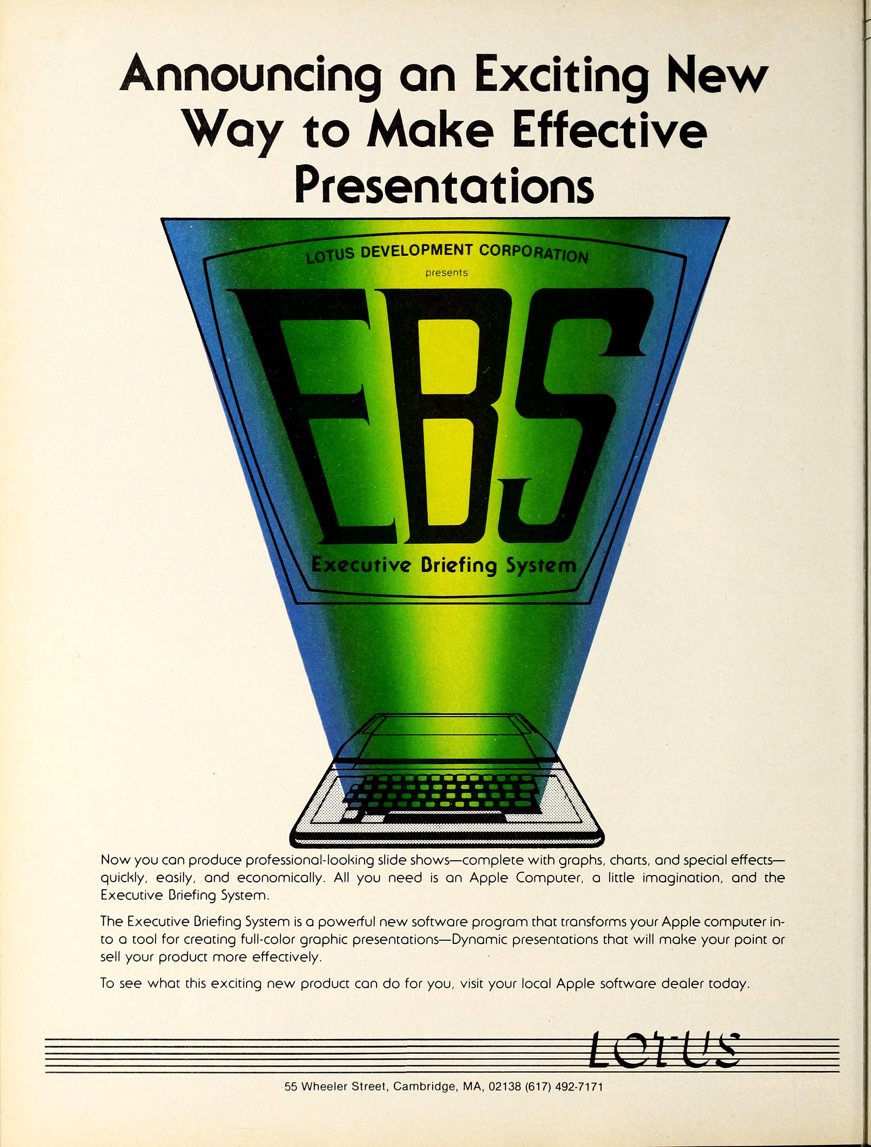 Announcing an Exciting New
Way to Make Effective
Presentations
LOTUS DEVELOPMENT CORPORATION
presents
EBS
Executive Briefing System
Now you can produce professional-looking slide shows—complete with graphs, charts, and special effects—
quickly, easily, and economically. All you need is an Apple Computer, a little imagination, and the
Executive Briefing System.
The Executive Briefing System is a powerful new software program that transforms your Apple computer in-
to a tool for creating full-color graphic presentations—Dynamic presentations that will make your point or
sell your product more effectively.
To see what this exciting new product can do for you, visit your local Apple software dealer today.
LOTUS
55 Wheeler Street, Cambridge, MA, 02138 (617) 492-7171